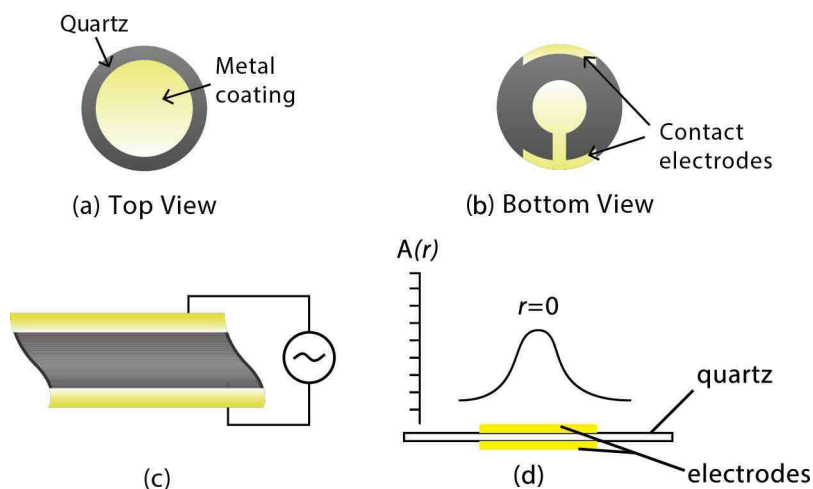 Quartz
Metal
coating
(a) Top View
Contact
electrodes
(b) Bottom View
A(r)
r=0
quartz
electrodes
(c)
(d)